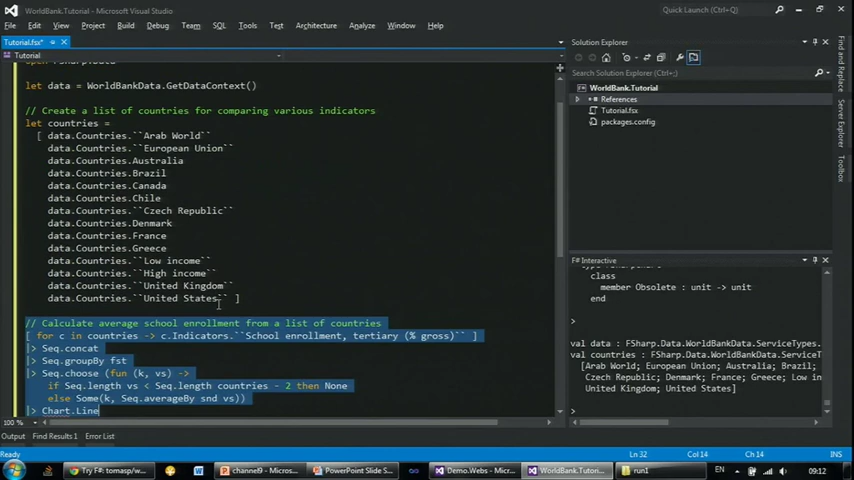 WorldBank.Tutorial - Microsoft Visual Studio
Quick Launch (Ctrl+Q)
File Edit View Project Build Debug Team SQL Tools Test Architecture Analyze Window Help
Tutorial.fsx*
Tutorial
let data = WorldBankData.GetDataContext()
// Create a list of countries for comparing various indicators
let countries =
[ data.Countries.``Arab World``
data.Countries.``European Union``
data.Countries.Australia
data.Countries.Brazil
data.Countries.Canada
data.Countries.Chile
data.Countries.``Czech Republic``
data.Countries.Denmark
data.Countries.France
data.Countries.Greece
data.Countries.``Low income``
data.Countries.``High income``
data.Countries.``United Kingdom``
data.Countries.``United States`` ]
// Calculate average school enrollment from a list of countries
[ for c in countries -> c.Indicators.``School enrollment, tertiary (% gross)`` ]
|> Seq.concat
|> Seq.groupBy fst
|> Seq.choose (fun (k, vs) ->
if Seq.length vs < Seq.length countries - 2 then None
else Some(k, Seq.averageBy snd vs))
|> Chart.Line
100 %
Solution Explorer
Search Solution Explorer (Ctrl+;)
WorldBank.Tutorial
References
Tutorial.fsx
packages.config
F# Interactive
class
member Obsolete : unit -> unit
end
>
val data : FSharp.Data.WorldBankData.ServiceTypes.
val countries : FSharp.Data.WorldBankData.ServiceT
[Arab World; European Union; Australia; Brazil;
Czech Republic; Denmark; France; Greece; Low in
United Kingdom; United States]
>
Find and Replace
Server Explorer
Toolbox
Output Find Results 1 Error List
Ready Ln 32 Col 14 Ch 14 INS
Try F#: tomasp/w...
channel9 - Microsoft...
PowerPoint Slide S...
Demo.Webs - Micros...
WorldBank.Tutori...
run1
EN
09:12